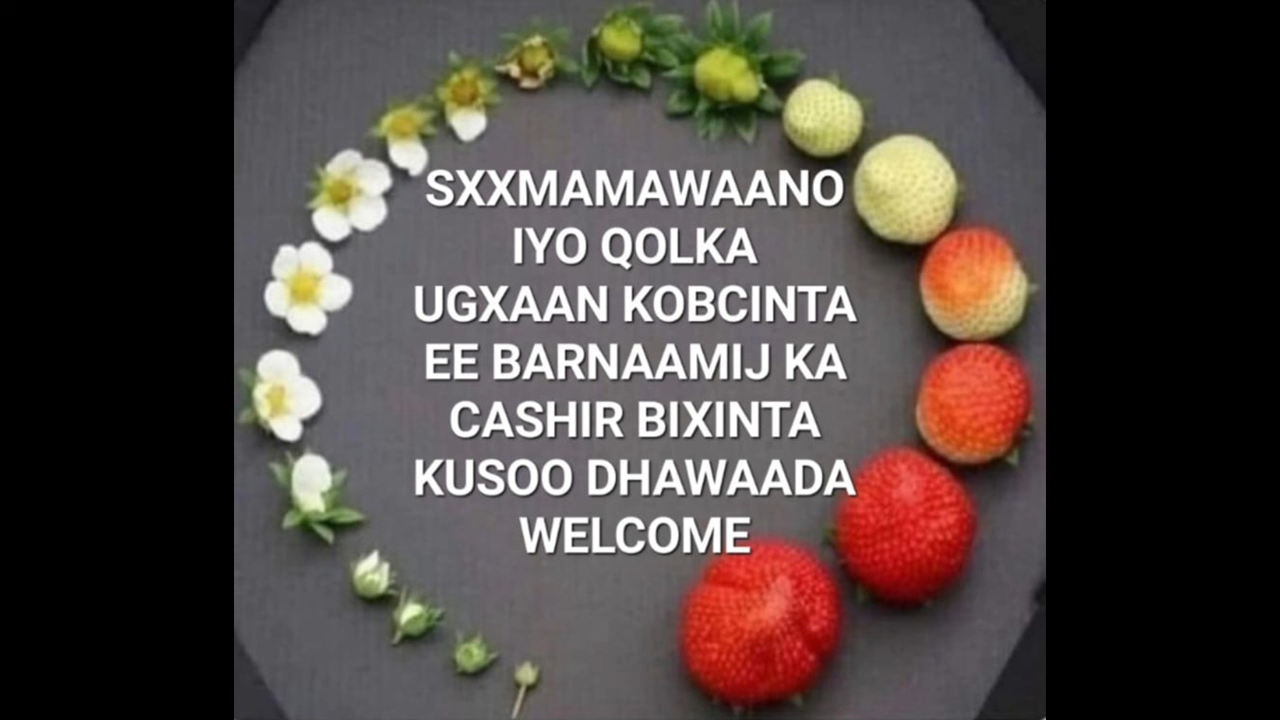 SXXMAMAWAANO
IYO QOLKA
UGXAAN KOBCINTA
EE BARNAAMIJ KA
CASHIR BIXINTA
KUSOO DHAWAADA
WELCOME